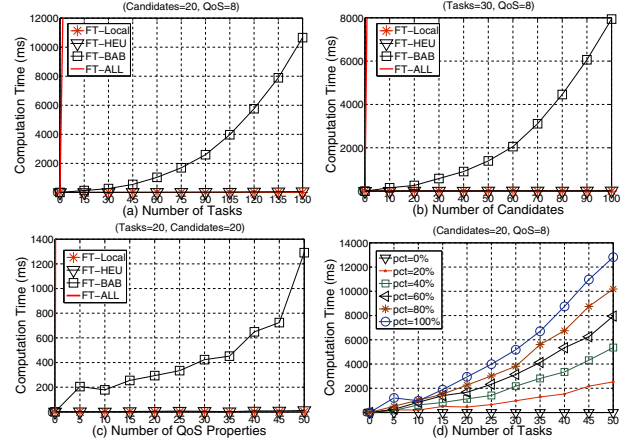 (Candidates=20, QoS=8)
Computation Time (ms)
12000
10000
8000
6000
4000
2000
FT-Local
FT-HEU
FT-BAB
FT-ALL
0 15 30 45 60 75 90 105 120 135 150
(a) Number of Tasks
(Tasks=30, QoS=8)
Computation Time (ms)
8000
6000
4000
2000
FT-Local
FT-HEU
FT-BAB
FT-ALL
0 10 20 30 40 50 60 70 80 90 100
(b) Number of Candidates
(Tasks=20, Candidates=20)
Computation Time (ms)
1400
1200
1000
800
600
400
200
0
FT-Local
FT-HEU
FT-BAB
FT-ALL
0 5 10 15 20 25 30 35 40 45 50
(c) Number of QoS Properties
(Candidates=20, QoS=8)
Computation Time (ms)
14000
12000
10000
8000
6000
4000
2000
0
pct=0%
pct=20%
pct=40%
pct=60%
pct=80%
pct=100%
0 5 10 15 20 25 30 35 40 45 50
(d) Number of Tasks